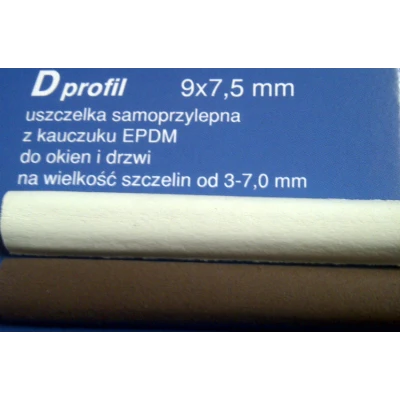 D profil 9x7,5 mm
uszczelka samoprzylepna
z kauczuku EPDM
do okien i drzwi
na wielkość szczelin od 3-7,0 mm